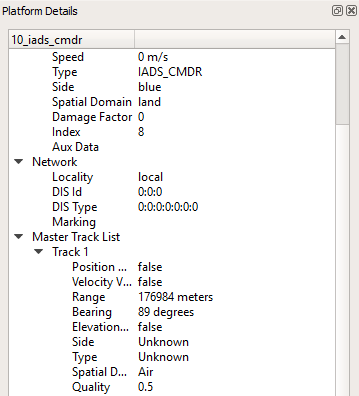 Platform Details
10_iads_cmdr
Speed 0 m/s
Type IADS_CMDR
Side blue
Spatial Domain land
Damage Factor 0
Index 8
Aux Data
Network
Locality local
DIS Id 0:0:0
DIS Type 0:0:0:0:0:0:0
Marking
Master Track List
Track 1
Position ... false
Velocity V... false
Range 176984 meters
Bearing 89 degrees
Elevation... false
Side Unknown
Type Unknown
Spatial D... Air
Quality 0.5